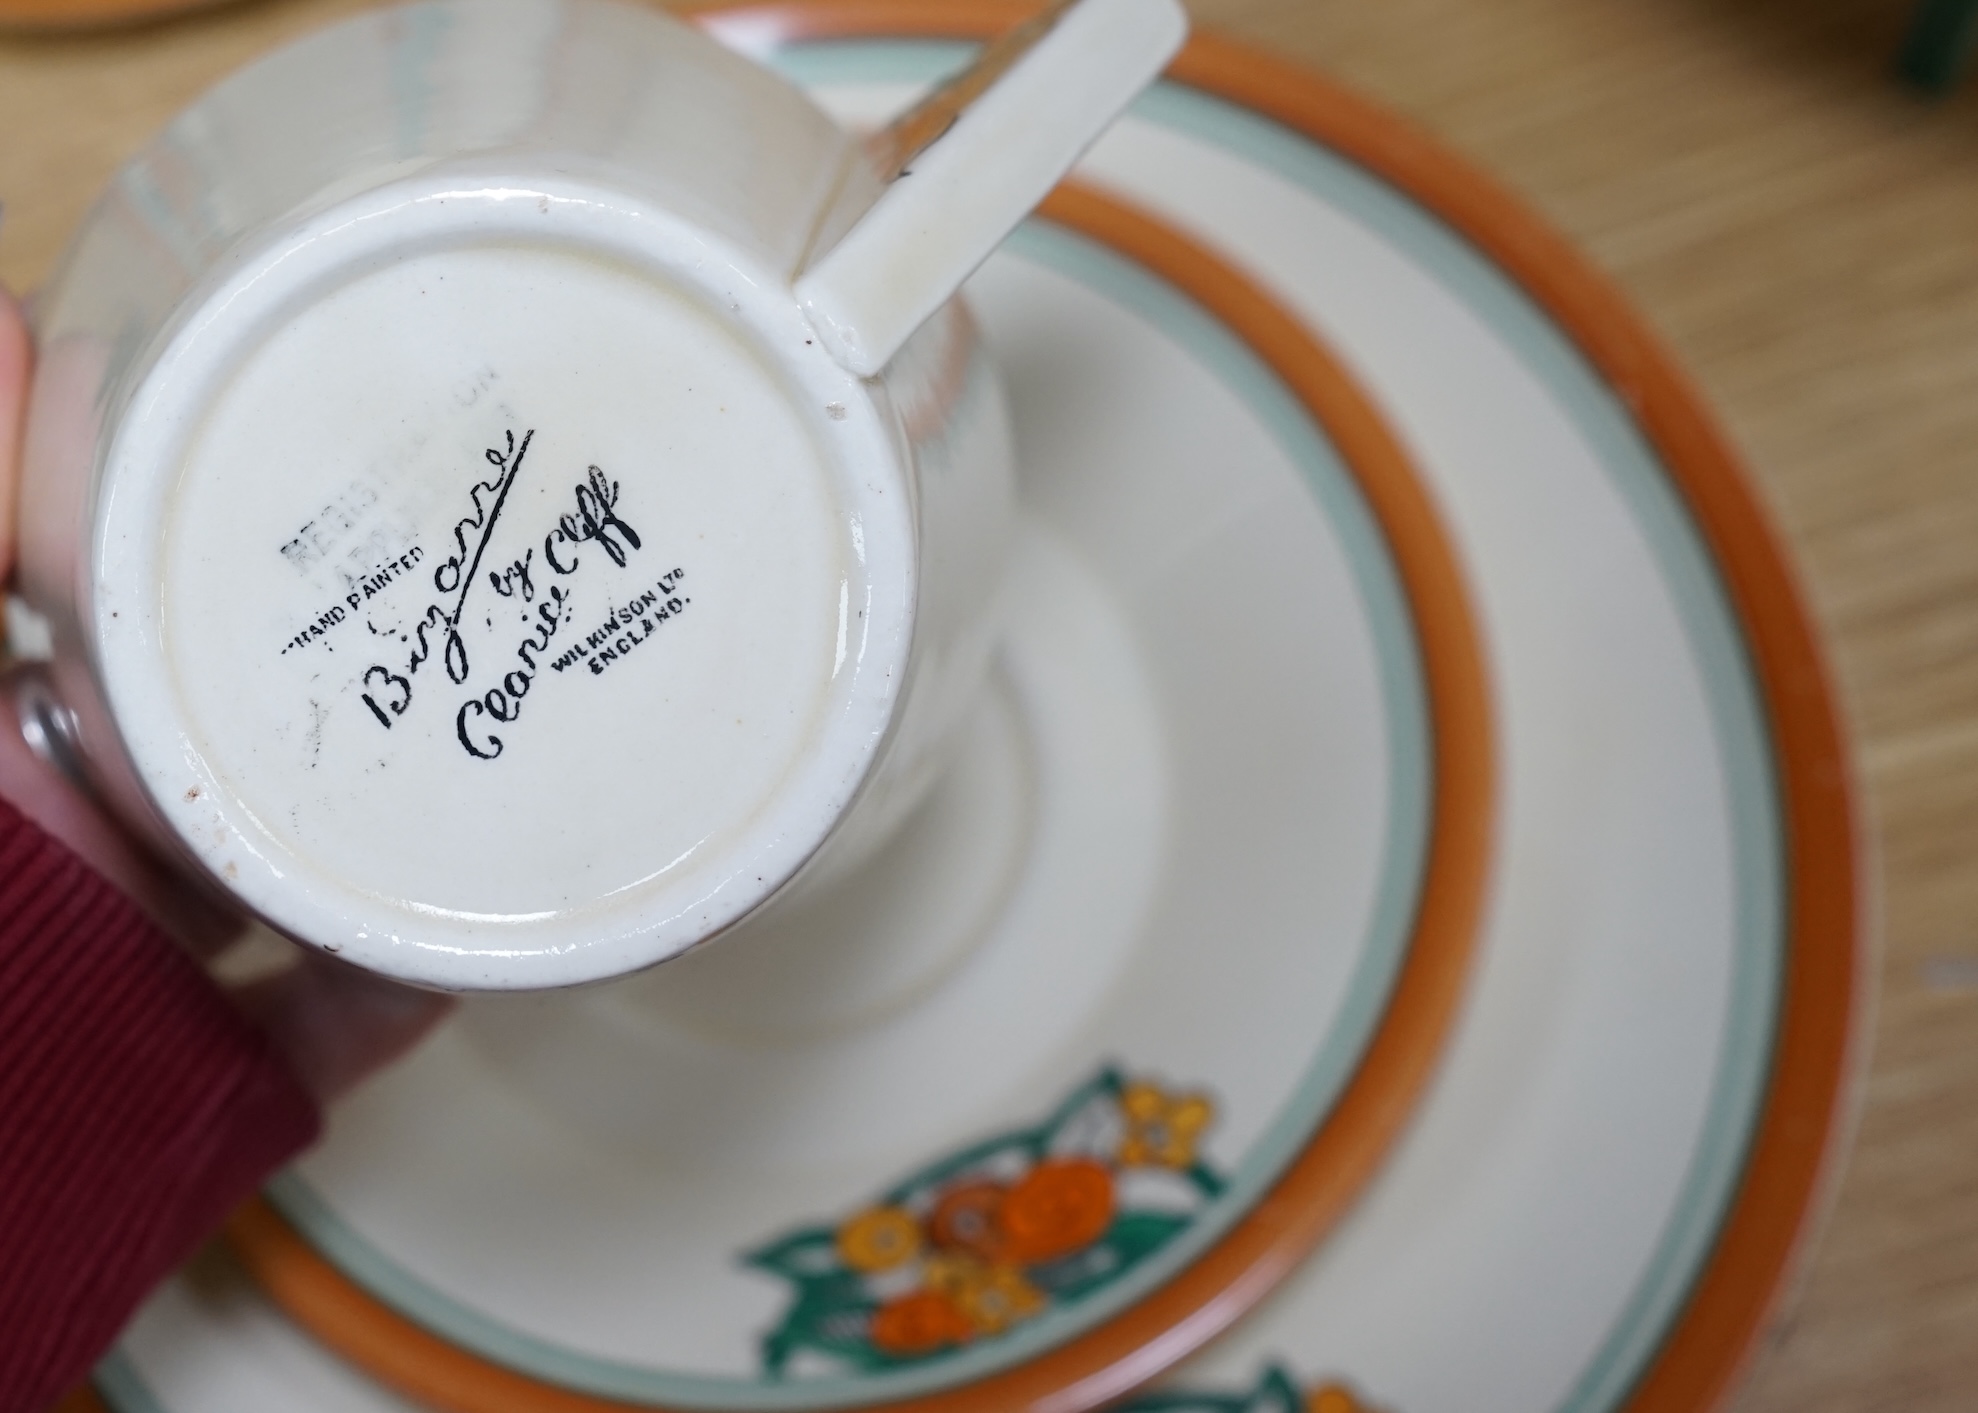 HAND PAINTED
Bizarre
by
Clarice Cliff
WILKINSON LTD
ENGLAND.